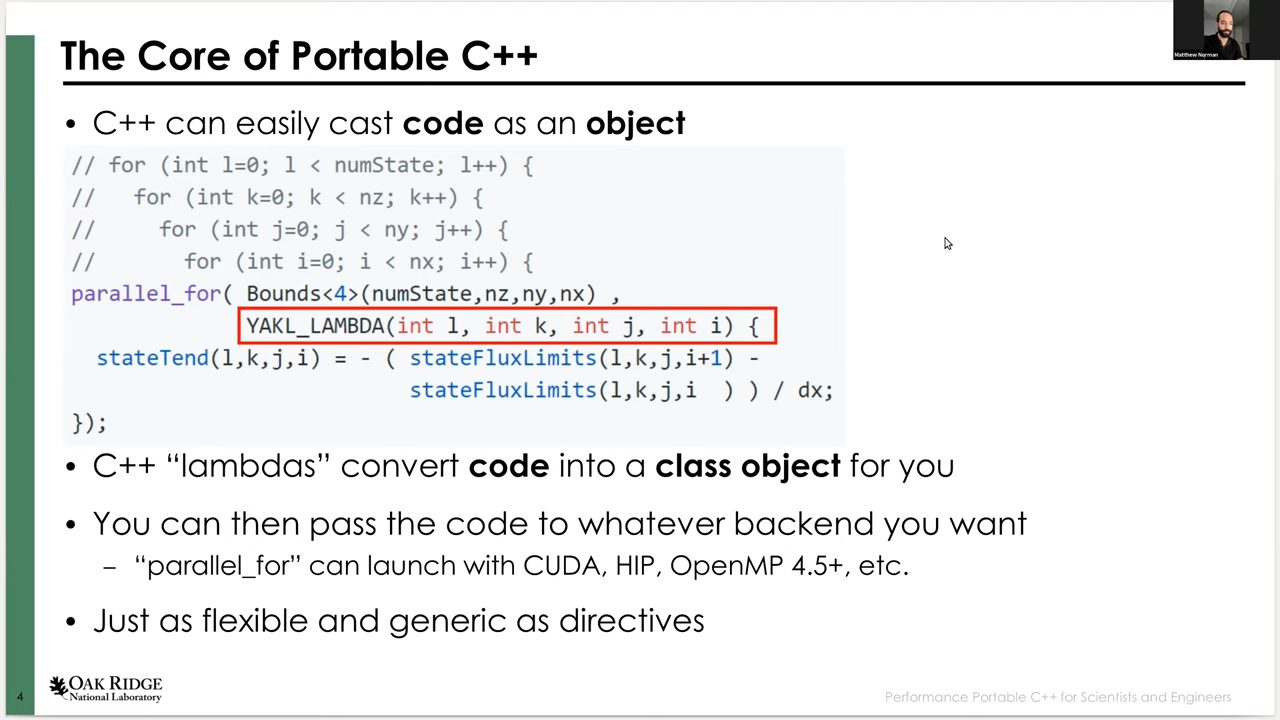 The Core of Portable C++
Matthew Norman
• C++ can easily cast code as an object
// for (int l=0; l < numState; l++) {
//   for (int k=0; k < nz; k++) {
//     for (int j=0; j < ny; j++) {
//       for (int i=0; i < nx; i++) {
parallel_for( Bounds<4>(numState,nz,ny,nx) ,
              YAKL_LAMBDA(int l, int k, int j, int i) {
  stateTend(l,k,j,i) = - ( stateFluxLimits(l,k,j,i+1) -
                           stateFluxLimits(l,k,j,i  ) ) / dx;
});
• C++ “lambdas” convert code into a class object for you
• You can then pass the code to whatever backend you want
– “parallel_for” can launch with CUDA, HIP, OpenMP 4.5+, etc.
• Just as flexible and generic as directives
4
OAK RIDGE
National Laboratory
Performance Portable C++ for Scientists and Engineers